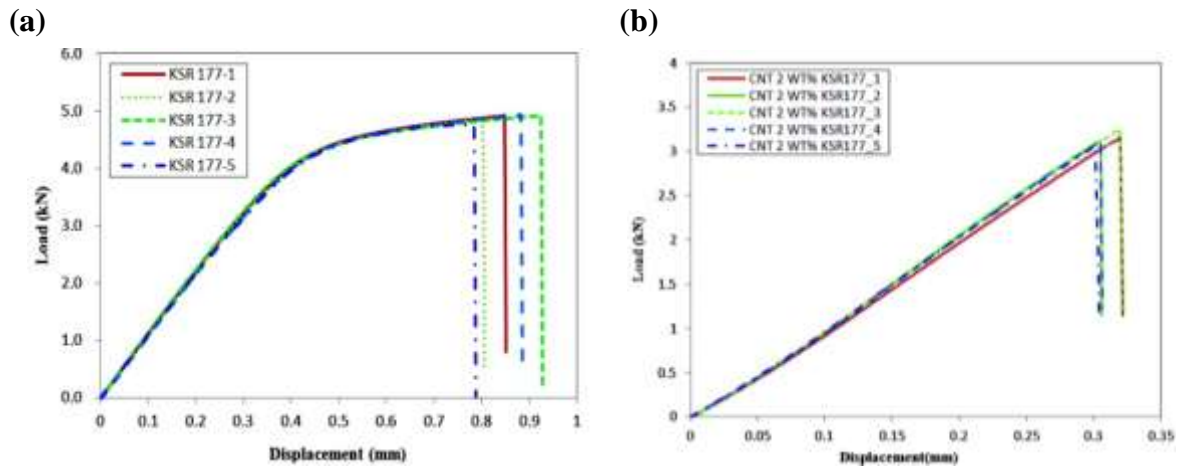 (a)
(b)
6.0
5.0
4.0
3.0
2.0
1.0
0.0
Load (kN)
KSR 177-1
KSR 177-2
KSR 177-3
KSR 177-4
KSR 177-5
0
0.1
0.2
0.3
0.4
0.5
0.6
0.7
0.8
0.9
1
Displacement (mm)
4
3.5
3
2.5
2
1.5
1
0.5
0
Load (kN)
CNT 2 WT% KSR177_1
CNT 2 WT% KSR177_2
CNT 2 WT% KSR177_3
CNT 2 WT% KSR177_4
CNT 2 WT% KSR177_5
0
0.05
0.1
0.15
0.2
0.25
0.3
0.35
Displacement(mm)